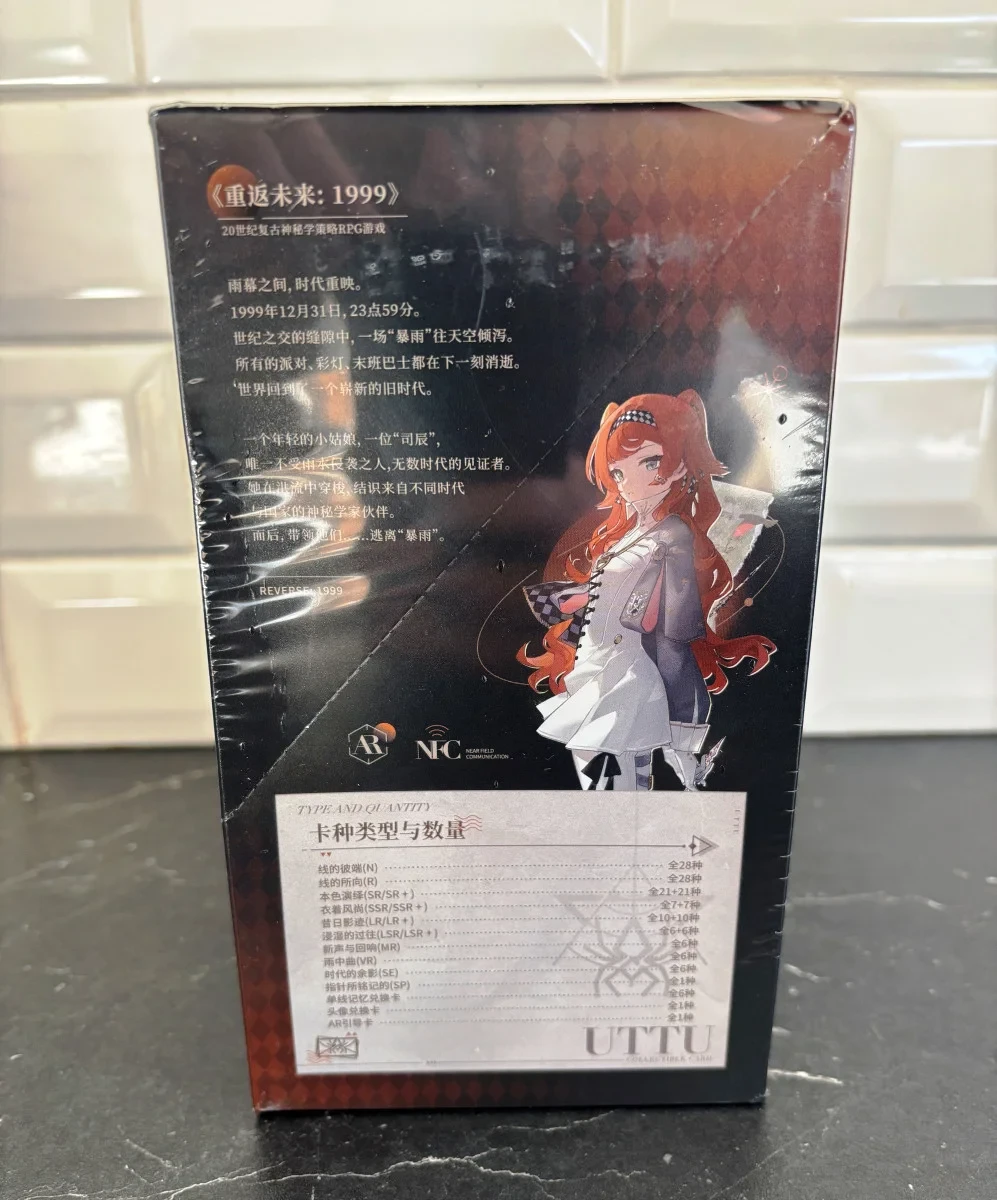 《重返未来: 1999》
20世纪复古神秘学策略RPG游戏
雨幕之间,时代重映。
1999年12月31日, 23点59分。
世纪之交的缝隙中, 一场“暴雨”往天空倾泻。
所有的派对、彩灯、末班巴士都在下一刻消逝。
世界回到了一个崭新的旧时代。
一个年轻的小姑娘, 一位“司辰”,
唯一不受雨水侵袭之人,无数时代的见证者。
她在洪流中穿梭, 结识来自不同时代
的神秘学家伙伴。
而后, 带领他们……逃离“暴雨”。
REVERSE: 1999
AR
NFC NEAR FIELD COMMUNICATION
TYPE AND QUANTITY
卡种类型与数量
线的彼端(N) 全28种
线的所向(R) 全28种
本色演绎(SR/SR+) 全21+21种
衣着风尚(SSR/SSR+) 全7+7种
昔日影迹(LR/LR+) 全10+10种
浸湿的过往(LSR/LSR+) 全6+6种
新声与回响(MR) 全6种
雨中曲(VR) 全6种
时代的余影(SE) 全6种
指针所铭记的(SP) 全1种
单线记忆兑换卡 全6种
头像兑换卡 全1种
AR引导卡 全1种
UTTU